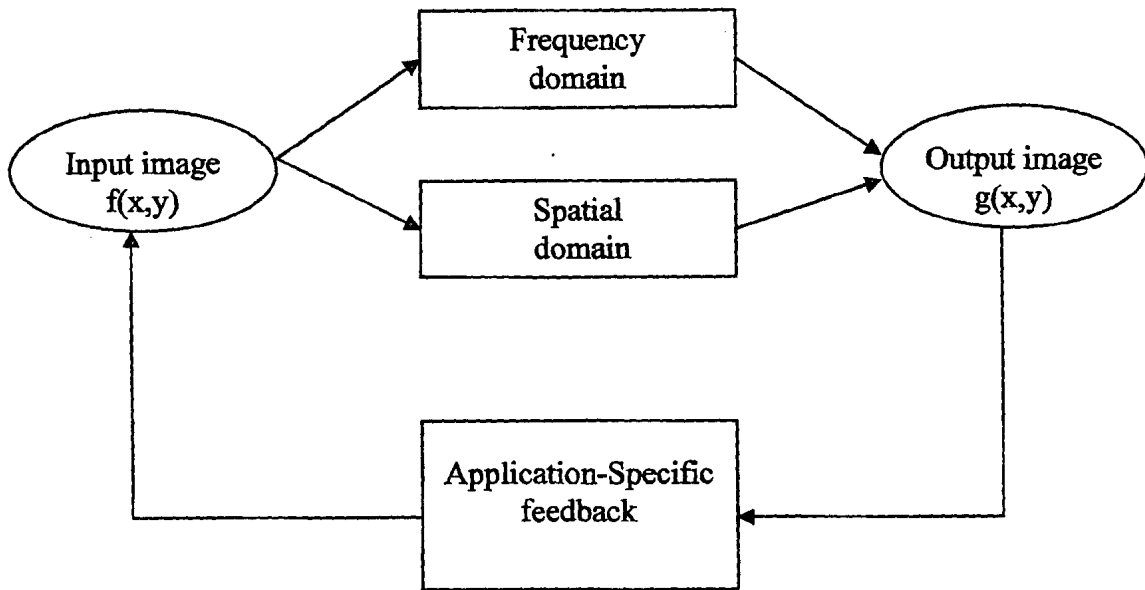 Frequency
domain
Input image
f(x,y)
Output image
g(x,y)
Spatial
domain
Application-Specific
feedback